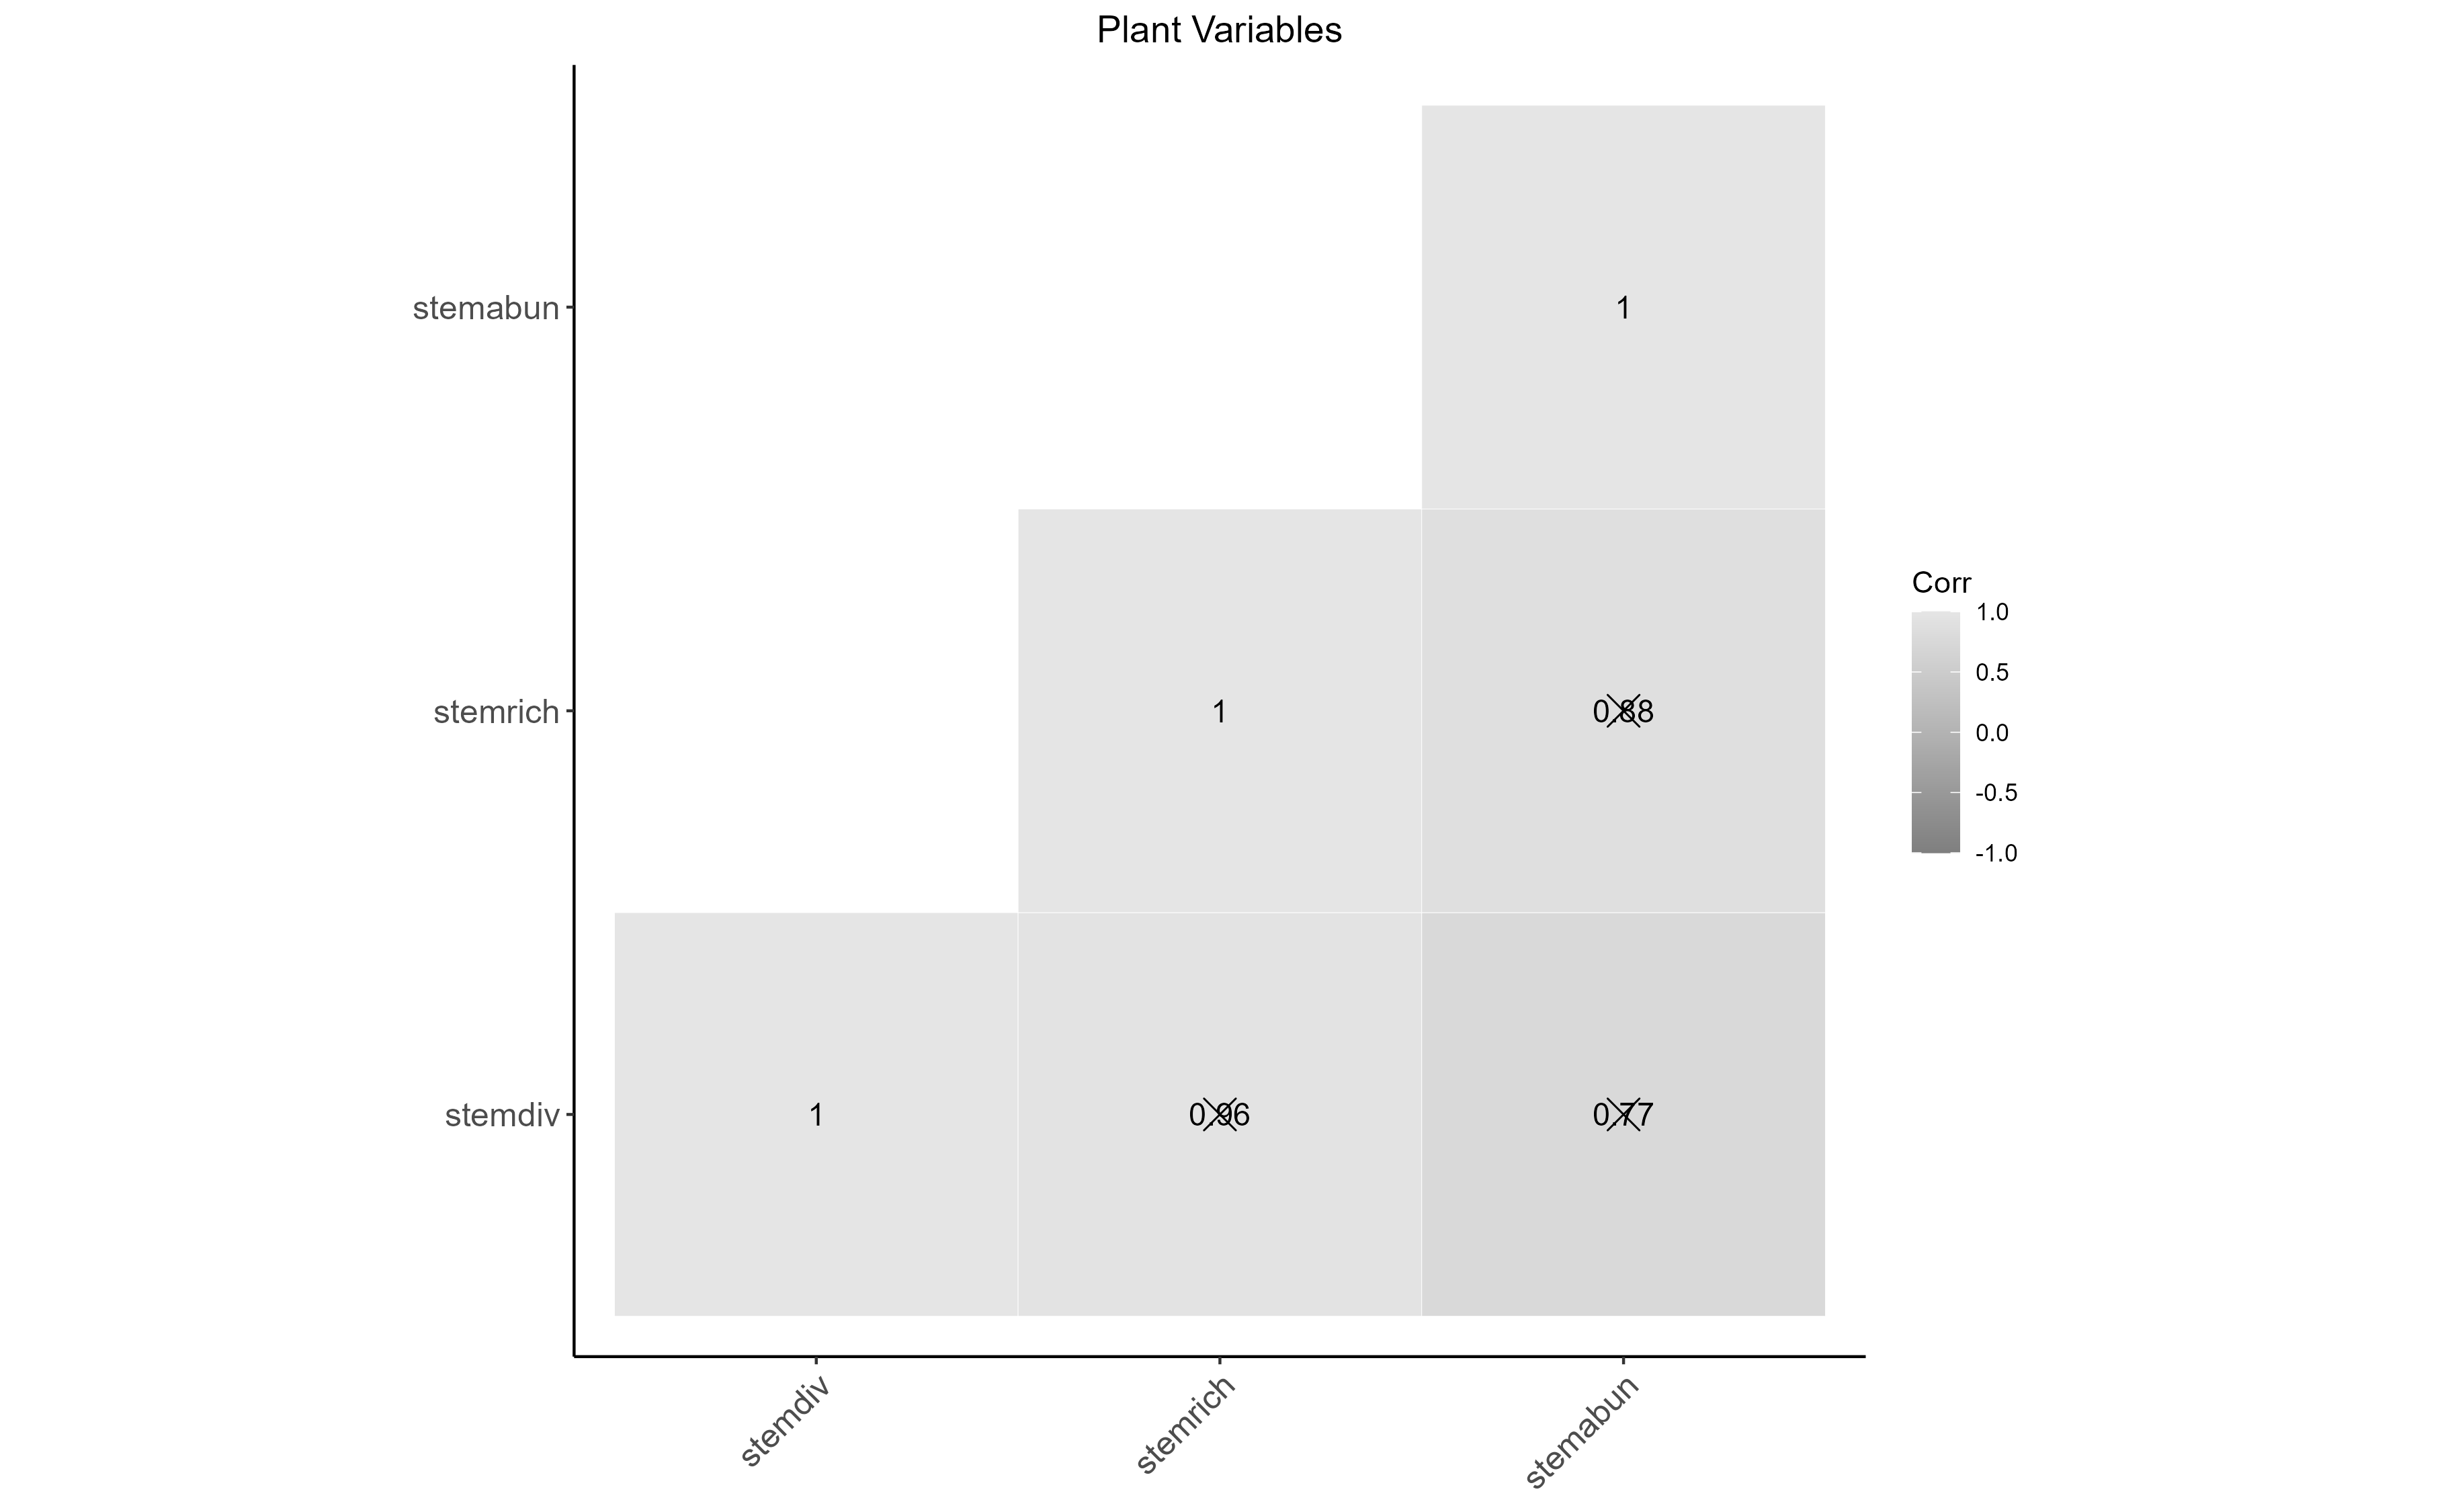 Plant Variables
stemabun
1
stemrich
1
0.88
stemdiv
1
0.96
0.77
Corr
1.0
0.5
0.0
-0.5
-1.0
stemdiv
stemrich
stemabun